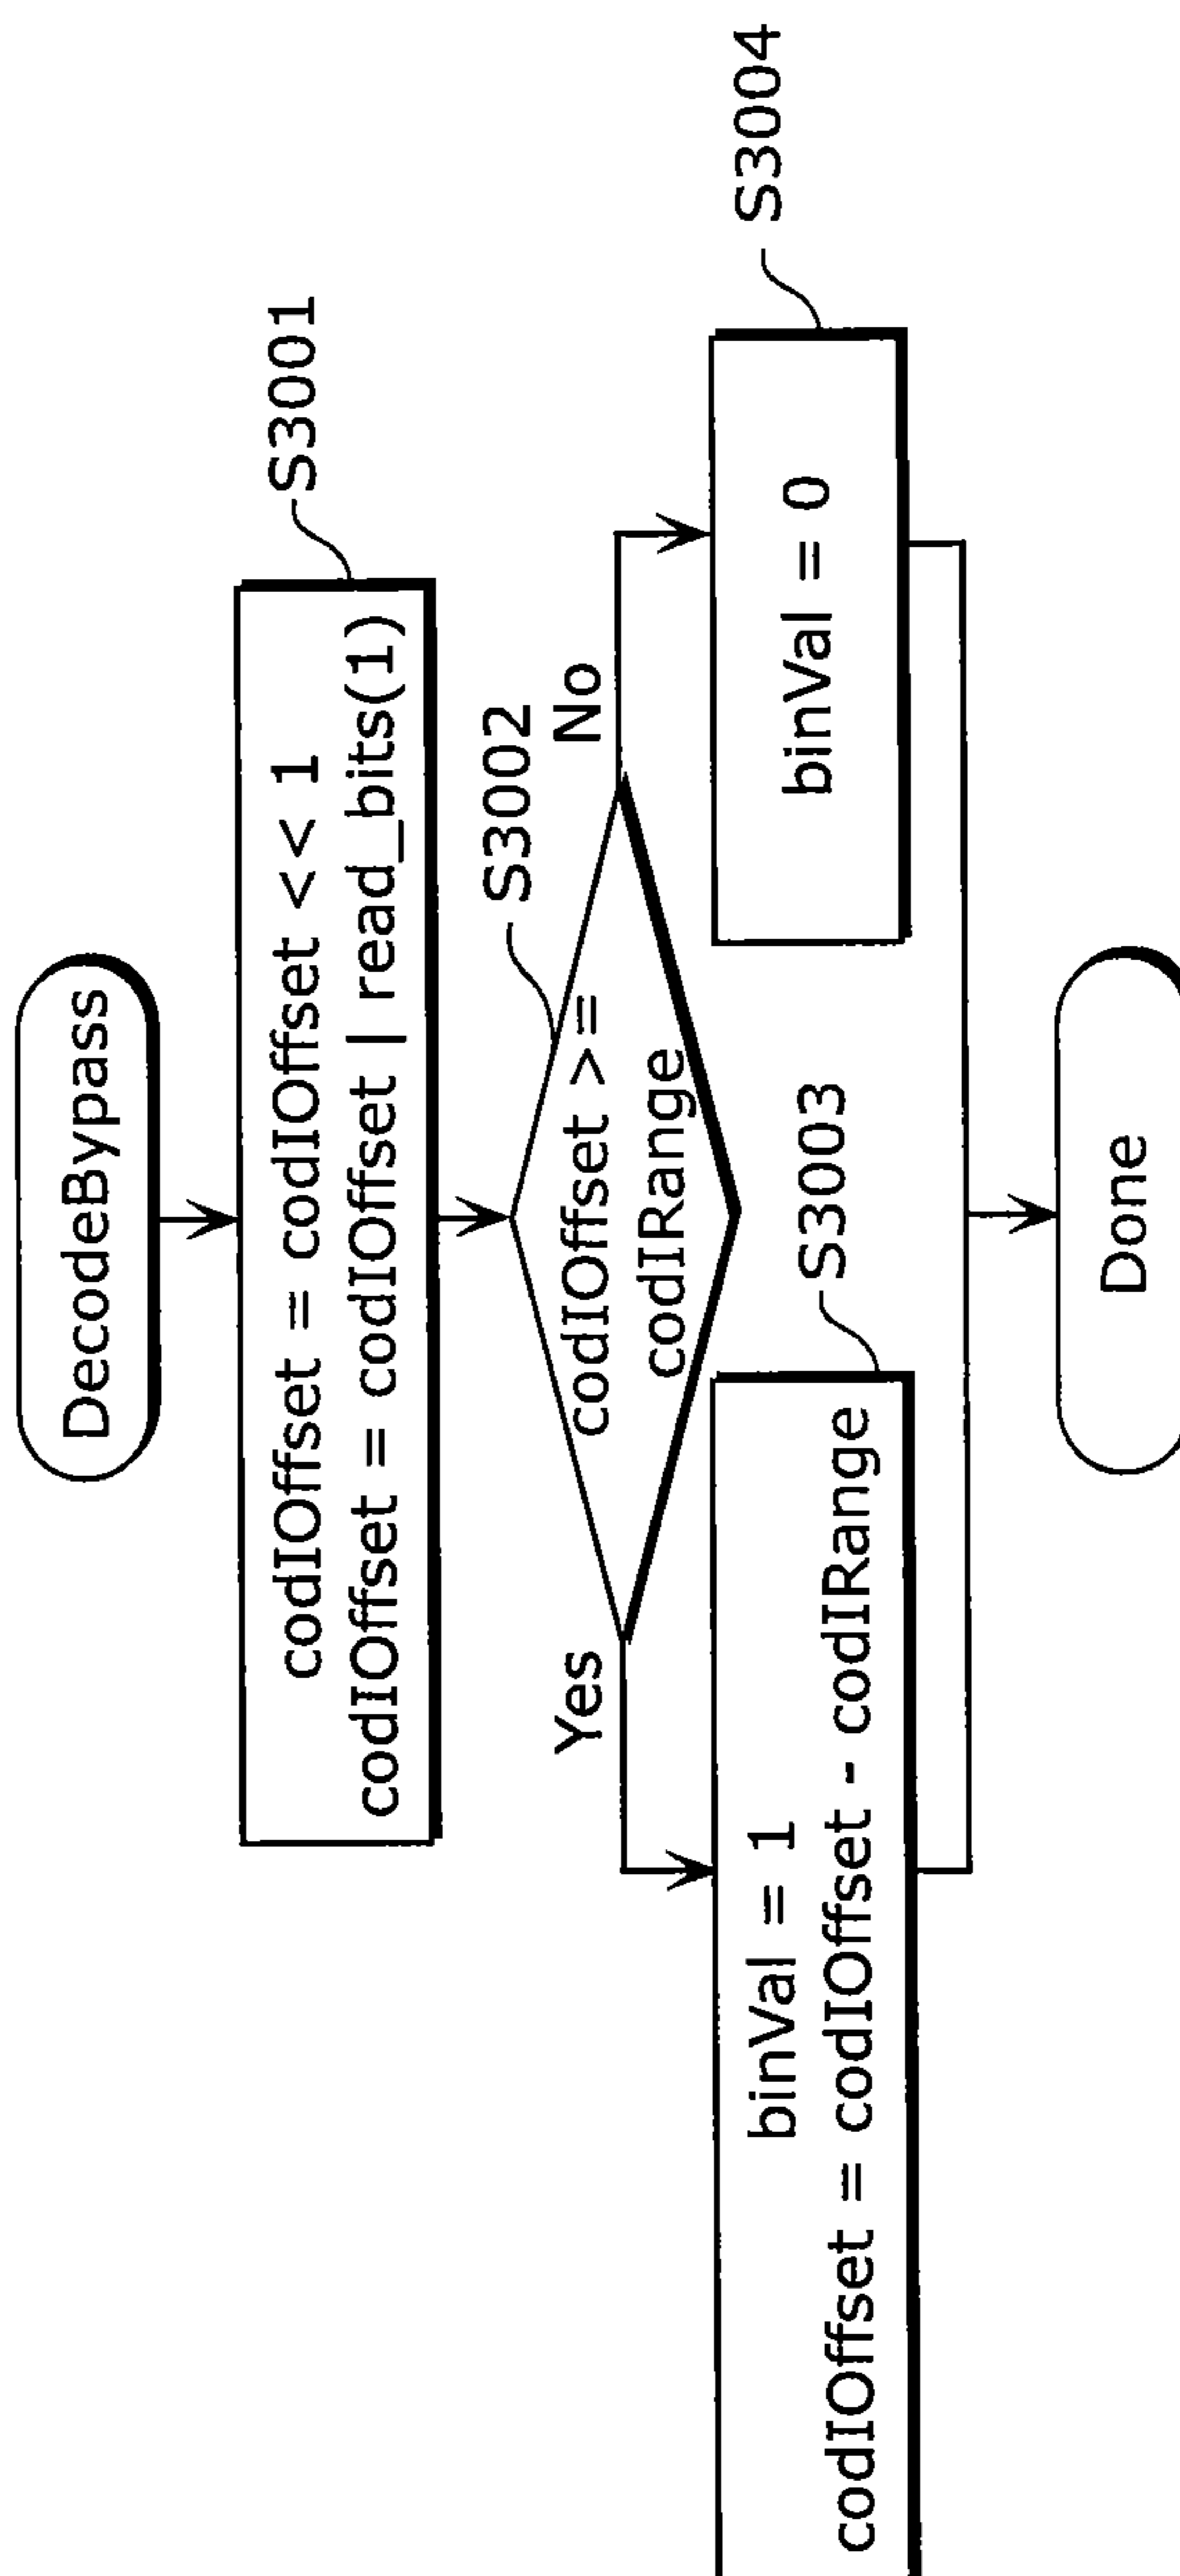 DecodeBypass
codIOffset = codIOffset << 1
codIOffset = codIOffset | read_bits(1)
S3001
codIOffset >=
codIRange
S3002
Yes
No
binVal = 1
codIOffset = codIOffset - codIRange
S3003
binVal = 0
S3004
Done